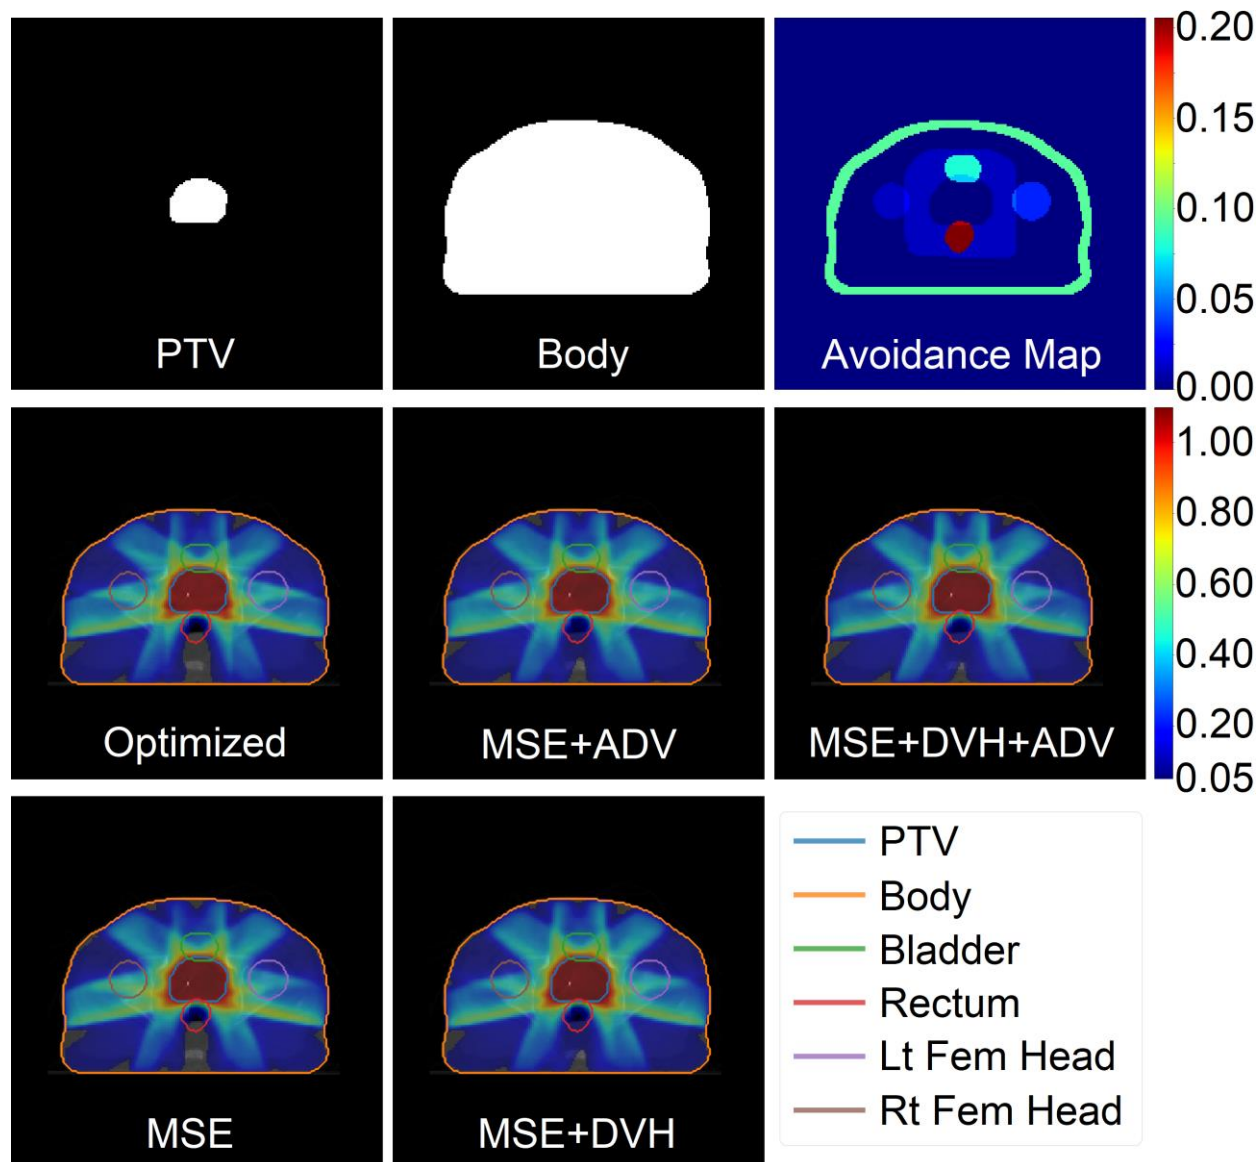 PTV
Body
Avoidance Map
0.20
0.15
0.10
0.05
0.00
Optimized
MSE+ADV
MSE+DVH+ADV
1.00
0.80
0.60
0.40
0.20
0.05
MSE
MSE+DVH
PTV
Body
Bladder
Rectum
Lt Fem Head
Rt Fem Head